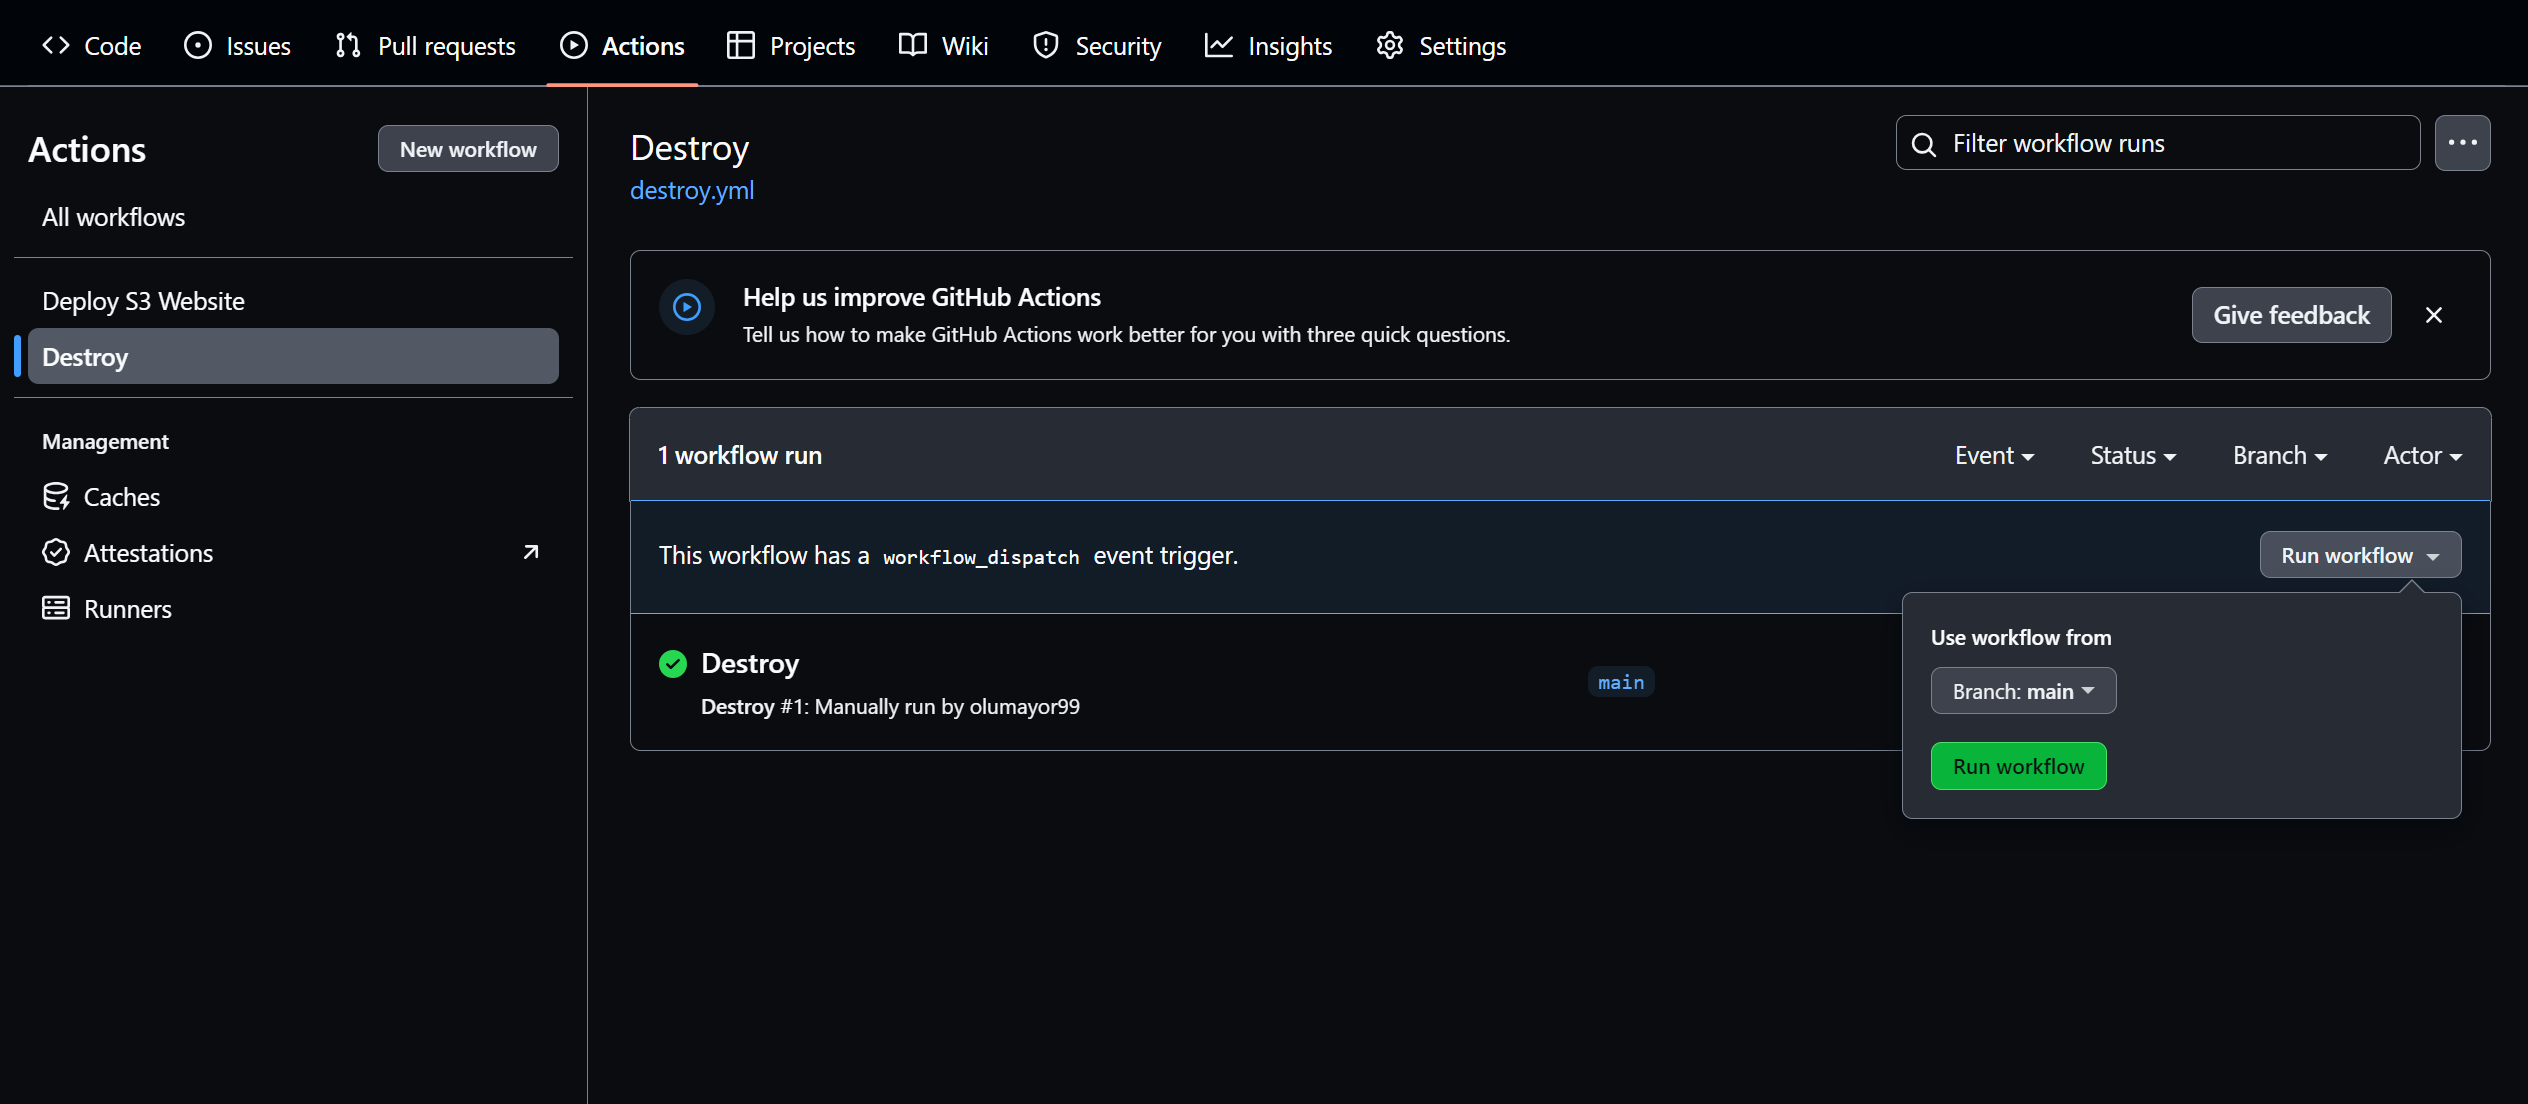 Code Issues Pull requests Actions Projects Wiki Security Insights Settings
Actions
New workflow
All workflows
Deploy S3 Website
Destroy
Management
Caches
Attestations
Runners
Destroy
destroy.yml
Filter workflow runs
Help us improve GitHub Actions
Tell us how to make GitHub Actions work better for you with three quick questions.
Give feedback
1 workflow run
Event Status Branch Actor
This workflow has a workflow_dispatch event trigger.
Run workflow
Use workflow from
Branch: main
Run workflow
Destroy
Destroy #1: Manually run by olumayor99
main